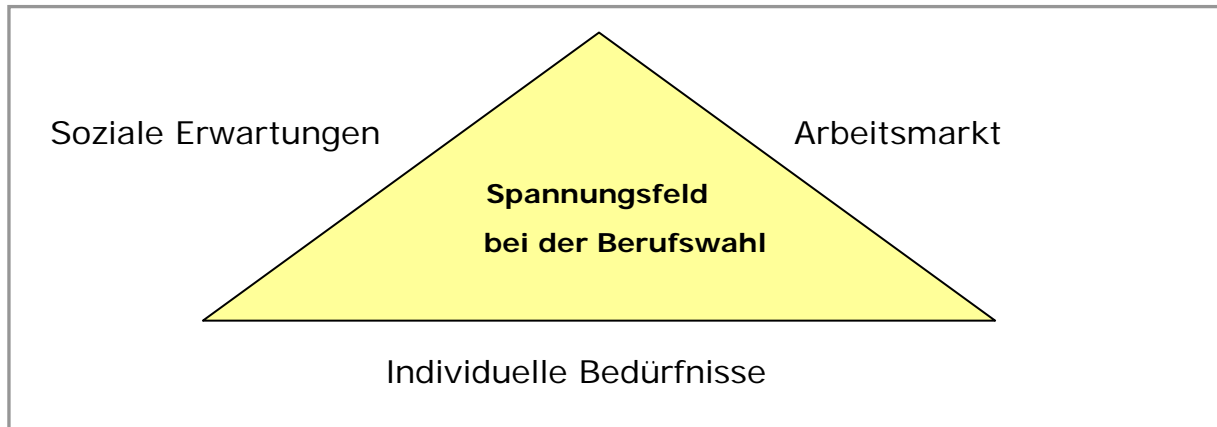 Soziale Erwartungen
Arbeitsmarkt
Spannungsfeld
bei der Berufswahl
Individuelle Bedürfnisse